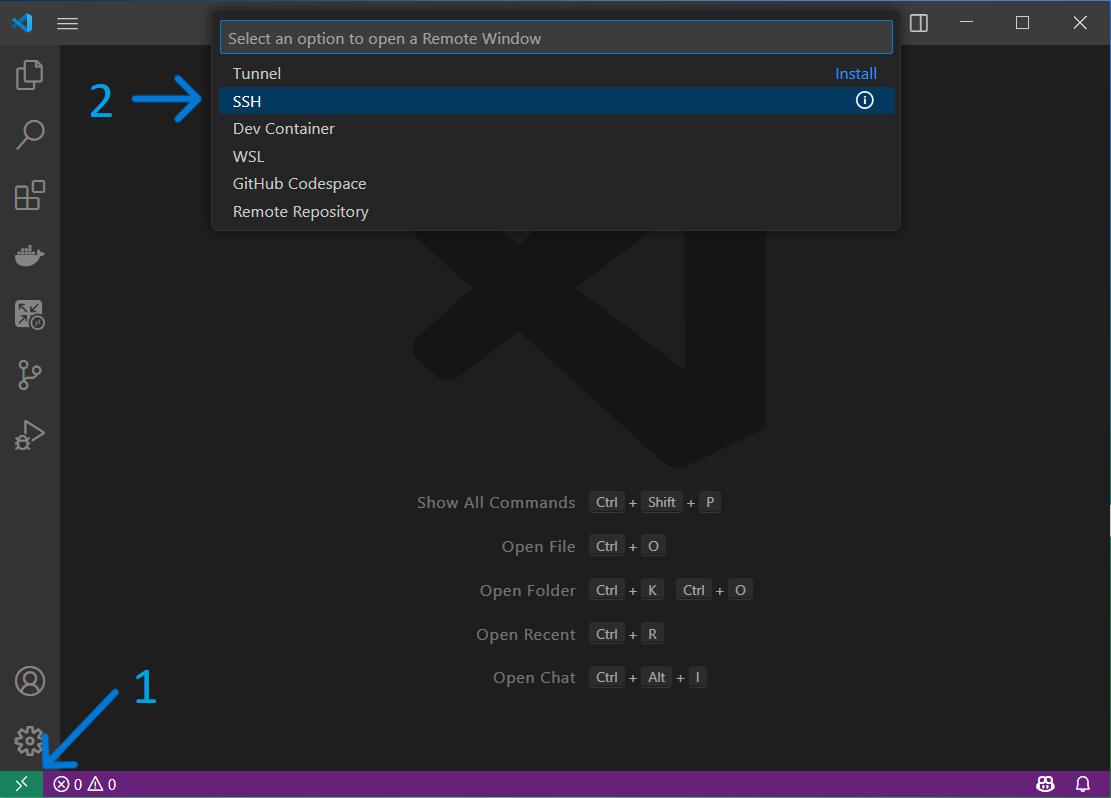 Select an option to open a Remote Window
Tunnel Install
2
SSH
Dev Container
WSL
GitHub Codespace
Remote Repository
Show All Commands Ctrl + Shift + P
Open File Ctrl + O
Open Folder Ctrl + K Ctrl + O
Open Recent Ctrl + R
Open Chat Ctrl + Alt + I
1
0 0